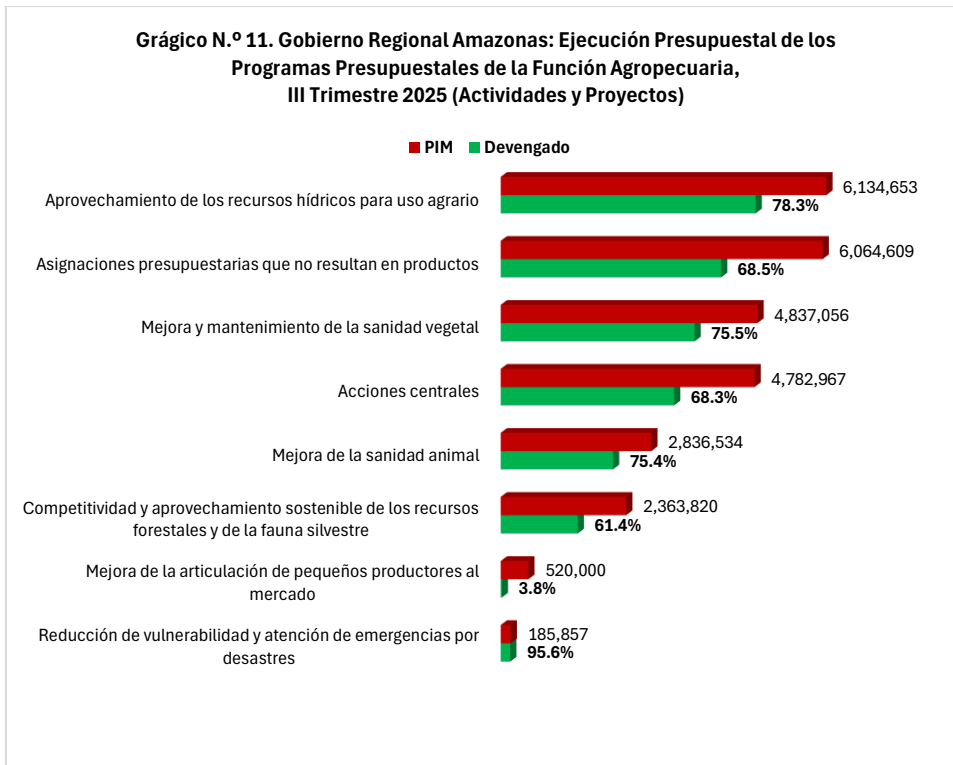 Grágico N.º 11. Gobierno Regional Amazonas: Ejecución Presupuestal de los
Programas Presupuestales de la Función Agropecuaria,
III Trimestre 2025 (Actividades y Proyectos)
PIM Devengado
Aprovechamiento de los recursos hídricos para uso agrario
6,134,653
78.3%
Asignaciones presupuestarias que no resultan en productos
6,064,609
68.5%
Mejora y mantenimiento de la sanidad vegetal
4,837,056
75.5%
Acciones centrales
4,782,967
68.3%
Mejora de la sanidad animal
2,836,534
75.4%
Competitividad y aprovechamiento sostenible de los recursos
forestales y de la fauna silvestre
2,363,820
61.4%
Mejora de la articulación de pequeños productores al
mercado
520,000
3.8%
Reducción de vulnerabilidad y atención de emergencias por
desastres
185,857
95.6%